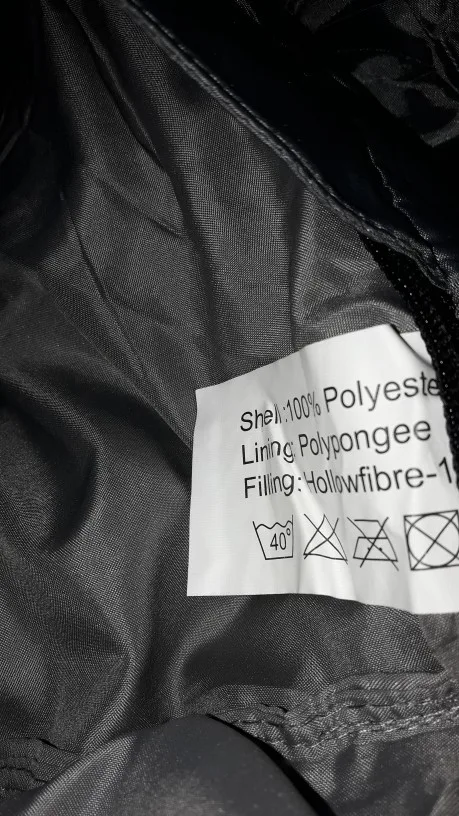 Shell:100% Polyeste
Lining: Polypongee
Filling: Hollowfibre-1
40°